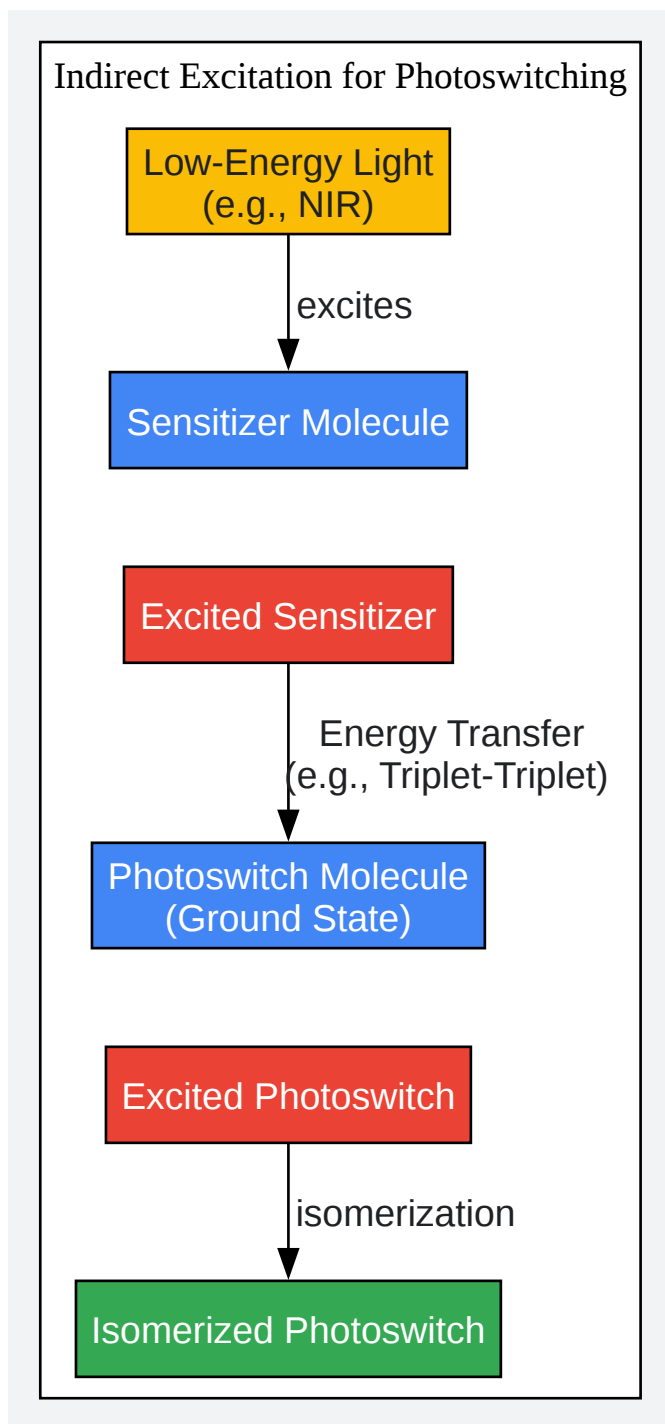 Indirect Excitation for Photoswitching
Low-Energy Light
(e.g., NIR)
excites
Sensitizer Molecule
Excited Sensitizer
Energy Transfer
(e.g., Triplet-Triplet)
Photoswitch Molecule
(Ground State)
Excited Photoswitch
isomerization
Isomerized Photoswitch